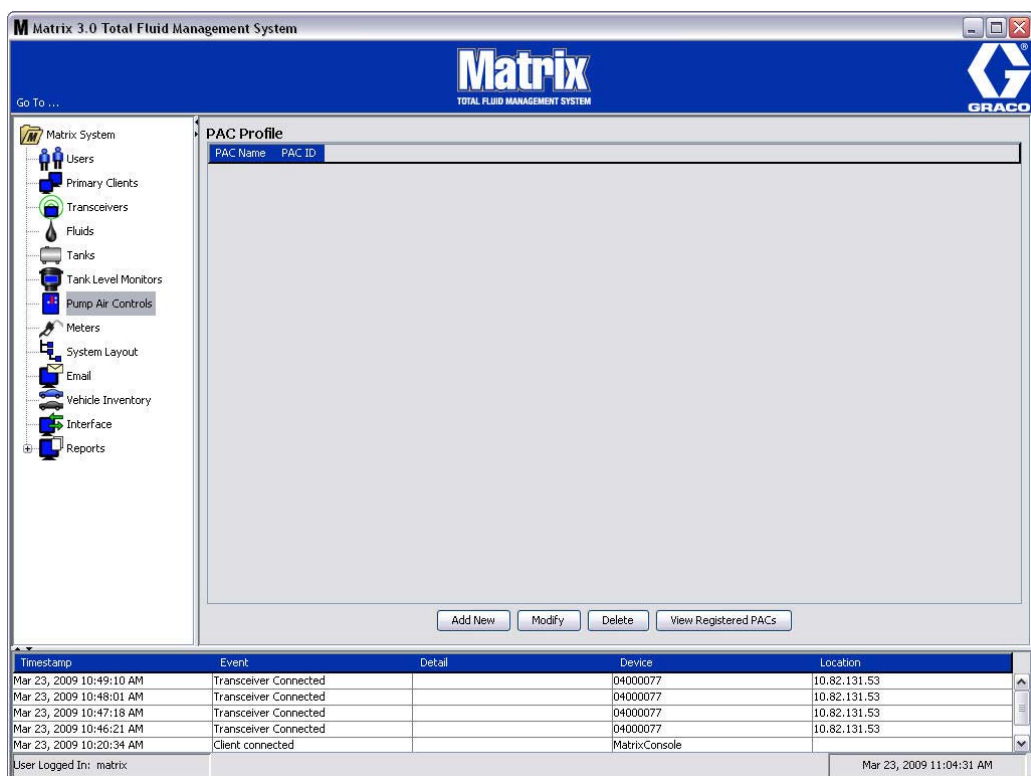 M Matrix 3.0 Total Fluid Management System
Matrix
TOTAL FLUID MANAGEMENT SYSTEM
Go To ...
GRACO®
Matrix System
Users
Primary Clients
Transceivers
Fluids
Tanks
Tank Level Monitors
Pump Air Controls
Meters
System Layout
Email
Vehicle Inventory
Interface
Reports
PAC Profile
PAC Name PAC ID
Add New Modify Delete View Registered PACs
Timestamp Event Detail Device Location
Mar 23, 2009 10:49:10 AM Transceiver Connected 04000077 10.82.131.53
Mar 23, 2009 10:48:01 AM Transceiver Connected 04000077 10.82.131.53
Mar 23, 2009 10:47:18 AM Transceiver Connected 04000077 10.82.131.53
Mar 23, 2009 10:46:21 AM Transceiver Connected 04000077 10.82.131.53
Mar 23, 2009 10:20:34 AM Client connected MatrixConsole
User Logged In: matrix Mar 23, 2009 11:04:31 AM